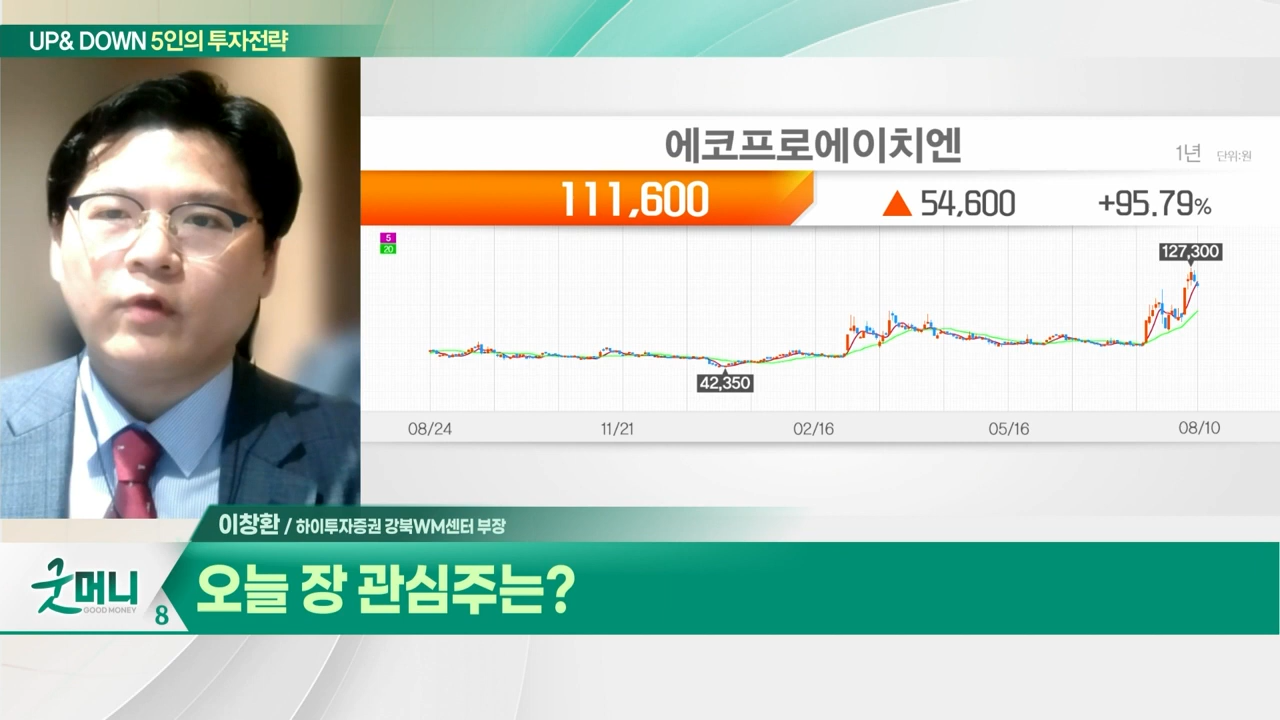 UP& DOWN 5인의 투자전략
에코프로에이치엔
1년 단위:원
111,600 ▲ 54,600 +95.79%
5
20
127,300
42,350
08/24 11/21 02/16 05/16 08/10
이창환 / 하이투자증권 강북WM센터 부장
굿머니
GOOD MONEY
8
오늘 장 관심주는?